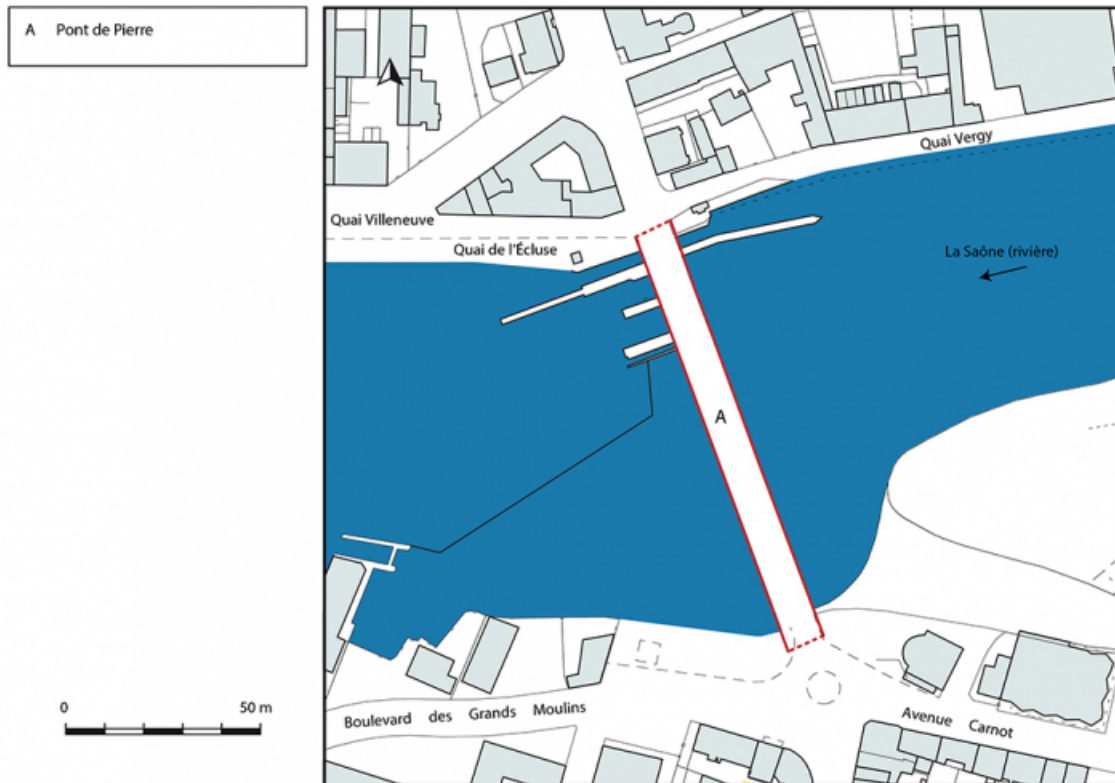 A Pont de Pierre
Quai Vergy
Quai Villeneuve
Quai de l'Écluse
La Saône (rivière)
A
0 50 m
Boulevard des Grands Moulins
Avenue Carnot